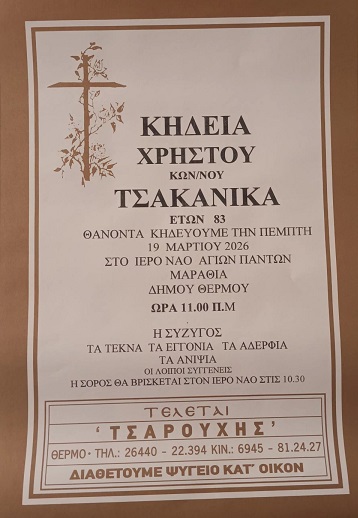 ΚΗΔΕΙΑ
ΧΡΗΣΤΟΥ
ΚΩΝ/ΝΟΥ
ΤΣΑΚΑΝΙΚΑ
ΕΤΩΝ 83
ΘΑΝΟΝΤΑ ΚΗΔΕΥΟΥΜΕ ΤΗΝ ΠΕΜΠΤΗ
19 ΜΑΡΤΙΟΥ 2026
ΣΤΟ ΙΕΡΟ ΝΑΟ ΑΓΙΩΝ ΠΑΝΤΩΝ
ΜΑΡΑΘΙΑ
ΔΗΜΟΥ ΘΕΡΜΟΥ
ΩΡΑ 11.00 Π.Μ
Η ΣΥΖΥΓΟΣ
ΤΑ ΤΕΚΝΑ ΤΑ ΕΓΓΟΝΙΑ ΤΑ ΑΔΕΡΦΙΑ
ΤΑ ΑΝΙΨΙΑ
ΟΙ ΛΟΙΠΟΙ ΣΥΓΓΕΝΕΙΣ
Η ΣΟΡΟΣ ΘΑ ΒΡΙΣΚΕΤΑΙ ΣΤΟΝ ΙΕΡΟ ΝΑΟ ΣΤΙΣ 10.30
ΤΕΛΕΤΑΙ
'ΤΣΑΡΟΥΧΗΣ'
ΘΕΡΜΟ - ΤΗΛ: 26440 - 22.394 ΚΙΝ.: 6945 - 81.24.27
ΔΙΑΘΕΤΟΥΜΕ ΨΥΓΕΙΟ ΚΑΤ' ΟΙΚΟΝ